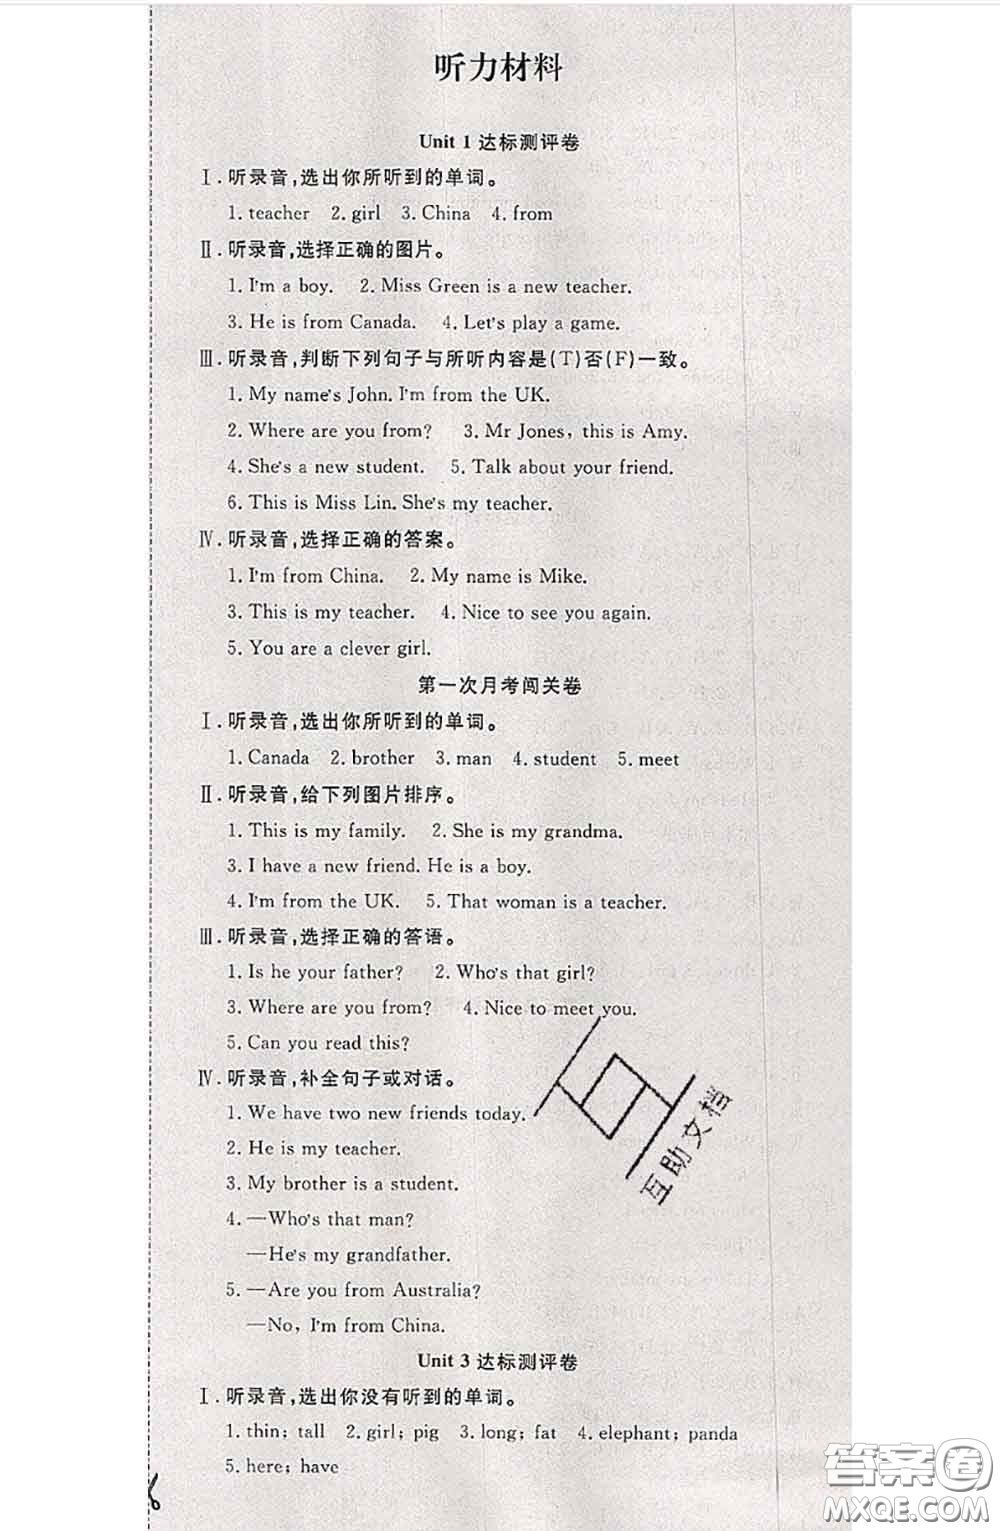 听力材料
Unit 1 达标测评卷
Ⅰ. 听录音,选出你所听到的单词。
1. teacher 2. girl 3. China 4. from
Ⅱ. 听录音,选择正确的图片。
1. I'm a boy. 2. Miss Green is a new teacher.
3. He is from Canada. 4. Let's play a game.
Ⅲ. 听录音,判断下列句子与所听内容是(T)否(F)一致。
1. My name's John. I'm from the UK.
2. Where are you from? 3. Mr Jones, this is Amy.
4. She's a new student. 5. Talk about your friend.
6. This is Miss Lin. She's my teacher.
Ⅳ. 听录音,选择正确的答案。
1. I'm from China. 2. My name is Mike.
3. This is my teacher. 4. Nice to see you again.
5. You are a clever girl.
第一次月考闯关卷
Ⅰ. 听录音,选出你所听到的单词。
1. Canada 2. brother 3. man 4. student 5. meet
Ⅱ. 听录音,给下列图片排序。
1. This is my family. 2. She is my grandma.
3. I have a new friend. He is a boy.
4. I'm from the UK. 5. That woman is a teacher.
Ⅲ. 听录音,选择正确的答语。
1. Is he your father? 2. Who's that girl?
3. Where are you from? 4. Nice to meet you.
5. Can you read this?
Ⅳ. 听录音,补全句子或对话。
1. We have two new friends today.
2. He is my teacher.
3. My brother is a student.
4. —Who's that man?
—He's my grandfather.
5. —Are you from Australia?
—No, I'm from China.
互助文档
Unit 3 达标测评卷
Ⅰ. 听录音,选出你没有听到的单词。
1. thin; tall 2. girl; pig 3. long; fat 4. elephant; panda
5. here; have
答案圈
MXQE.COM